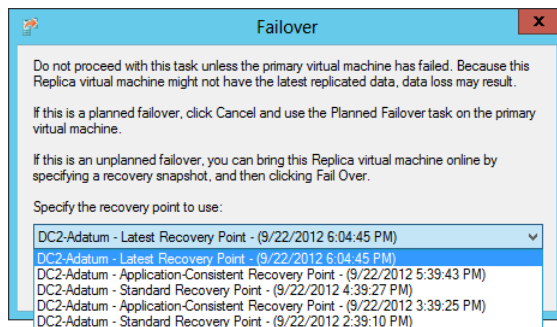 Failover
x
Do not proceed with this task unless the primary virtual machine has failed. Because this
Replica virtual machine might not have the latest replicated data, data loss may result.
If this is a planned failover, click Cancel and use the Planned Failover task on the primary
virtual machine.
If this is an unplanned failover, you can bring this Replica virtual machine online by
specifying a recovery snapshot, and then clicking Fail Over.
Specify the recovery point to use:
DC2-Adatum - Latest Recovery Point - (9/22/2012 6:04:45 PM)
DC2-Adatum - Latest Recovery Point - (9/22/2012 6:04:45 PM)
DC2-Adatum - Application-Consistent Recovery Point - (9/22/2012 5:39:43 PM)
DC2-Adatum - Standard Recovery Point - (9/22/2012 4:39:27 PM)
DC2-Adatum - Application-Consistent Recovery Point - (9/22/2012 3:39:25 PM)
DC2-Adatum - Standard Recovery Point - (9/22/2012 2:39:10 PM)